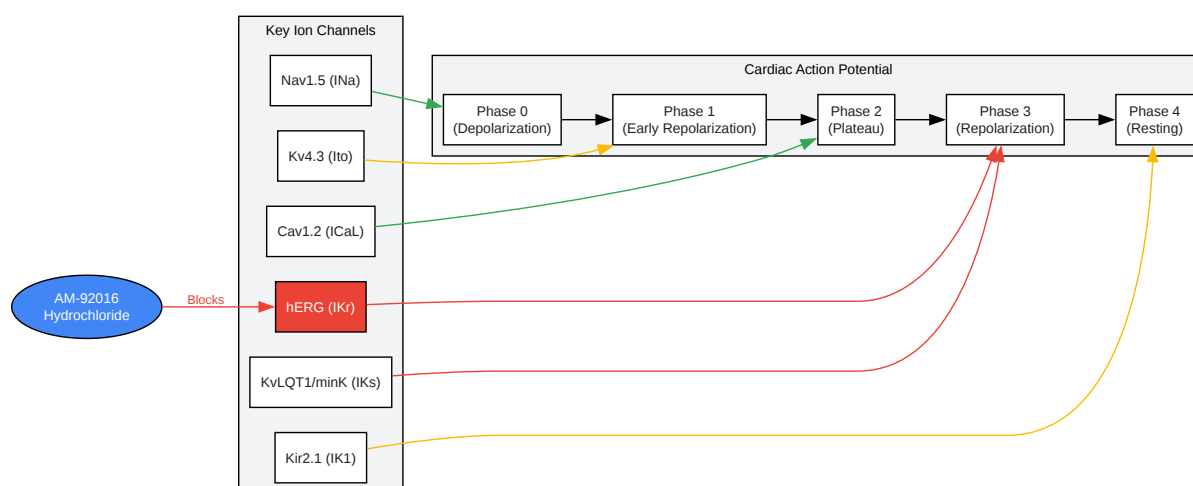 Key Ion Channels
Nav1.5 (INa)
Kv4.3 (Ito)
Cav1.2 (ICaL)
hERG (IKr)
KvLQT1/minK (IKs)
Kir2.1 (IK1)
Cardiac Action Potential
Phase 0
(Depolarization)
Phase 1
(Early Repolarization)
Phase 2
(Plateau)
Phase 3
(Repolarization)
Phase 4
(Resting)
AM-92016
Hydrochloride
Blocks